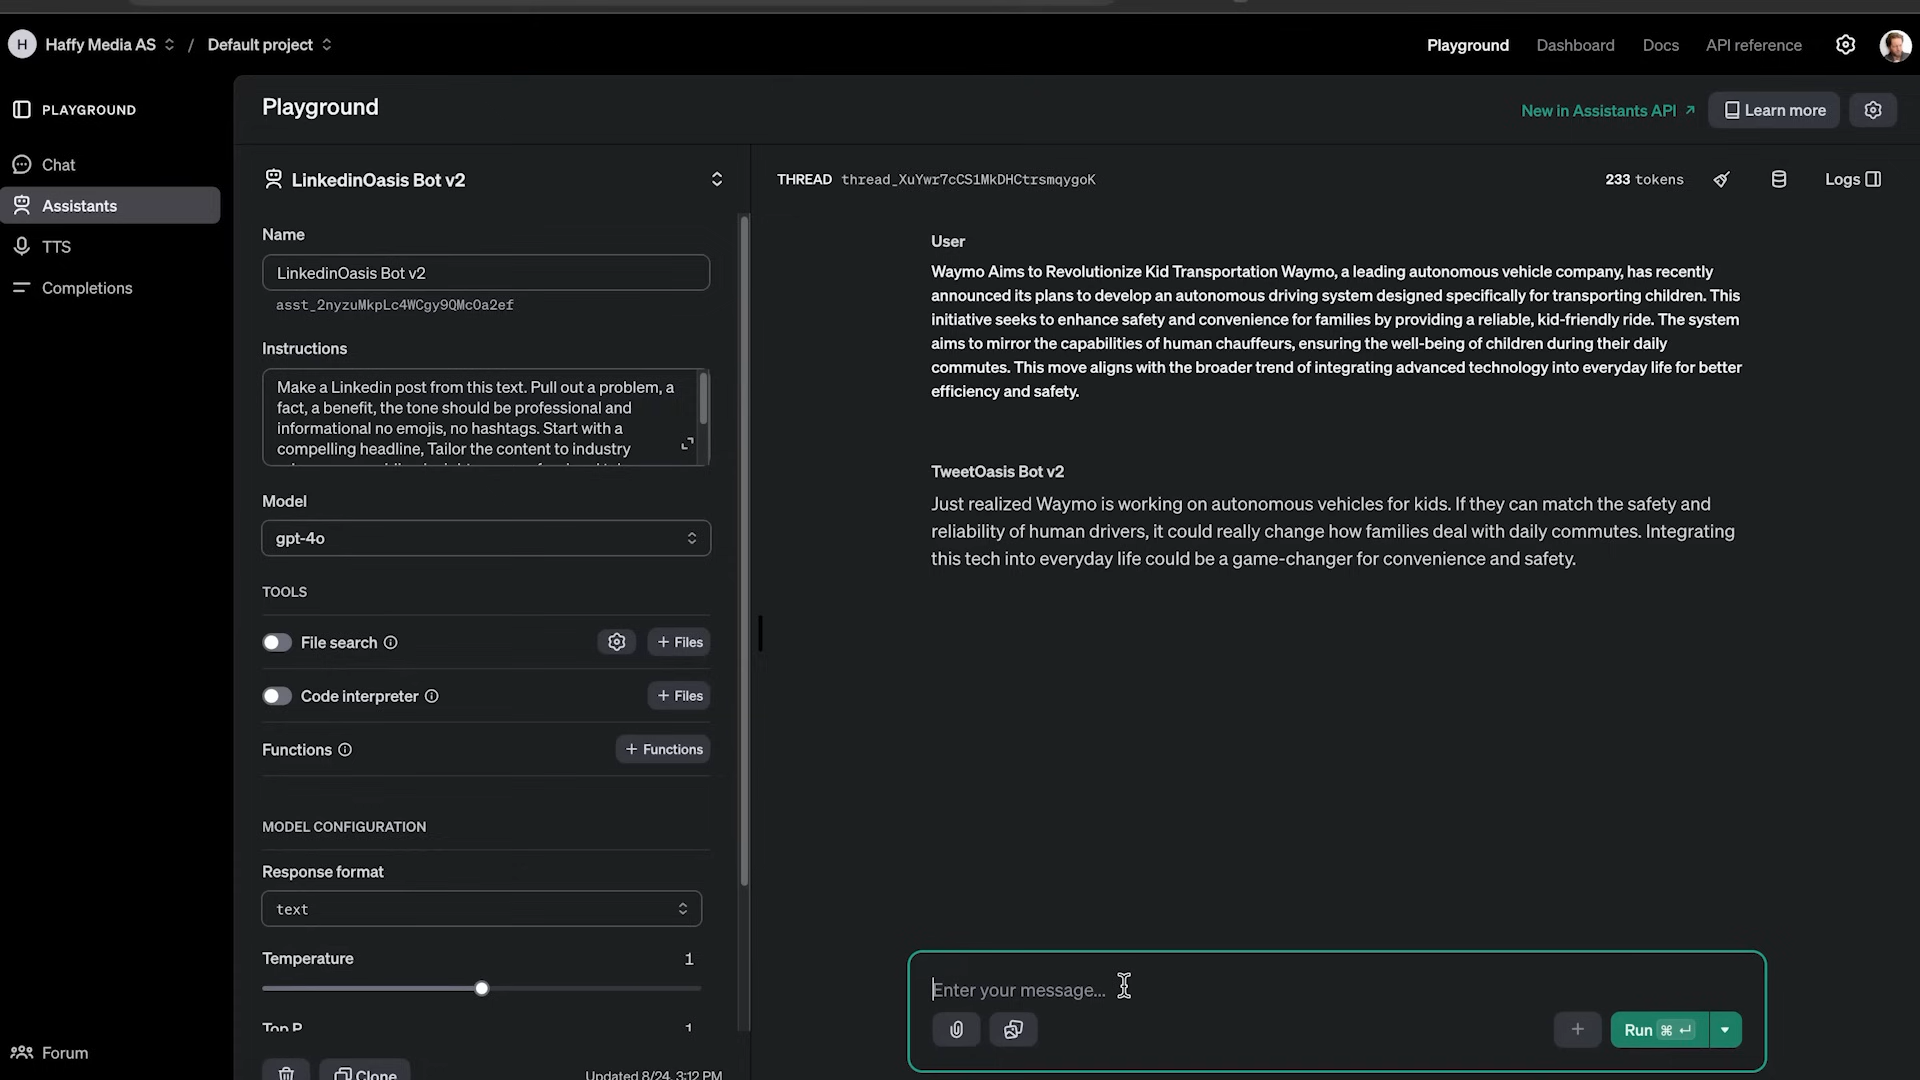 H Haffy Media AS / Default project
Playground Dashboard Docs API reference
PLAYGROUND
Chat
Assistants
TTS
Completions
Forum
Playground
New in Assistants API ↗ Learn more
LinkedinOasis Bot v2
Name
LinkedinOasis Bot v2
asst_2nyzuMkpLc4WCgy9QMcOa2ef
Instructions
Make a Linkedin post from this text. Pull out a problem, a
fact, a benefit, the tone should be professional and
informational no emojis, no hashtags. Start with a
compelling headline, Tailor the content to industry
Model
gpt-4o
TOOLS
File search
+ Files
Code interpreter
+ Files
Functions
+ Functions
MODEL CONFIGURATION
Response format
text
Temperature 1
Top P 1
Clone Updated 8/24, 3:12 PM
THREAD thread_XuYwr7cCS1MkDHCtrsmqygoK 233 tokens Logs
User
Waymo Aims to Revolutionize Kid Transportation Waymo, a leading autonomous vehicle company, has recently
announced its plans to develop an autonomous driving system designed specifically for transporting children. This
initiative seeks to enhance safety and convenience for families by providing a reliable, kid-friendly ride. The system
aims to mirror the capabilities of human chauffeurs, ensuring the well-being of children during their daily
commutes. This move aligns with the broader trend of integrating advanced technology into everyday life for better
efficiency and safety.
TweetOasis Bot v2
Just realized Waymo is working on autonomous vehicles for kids. If they can match the safety and
reliability of human drivers, it could really change how families deal with daily commutes. Integrating
this tech into everyday life could be a game-changer for convenience and safety.
Enter your message...
+ Run ⌘ ↵